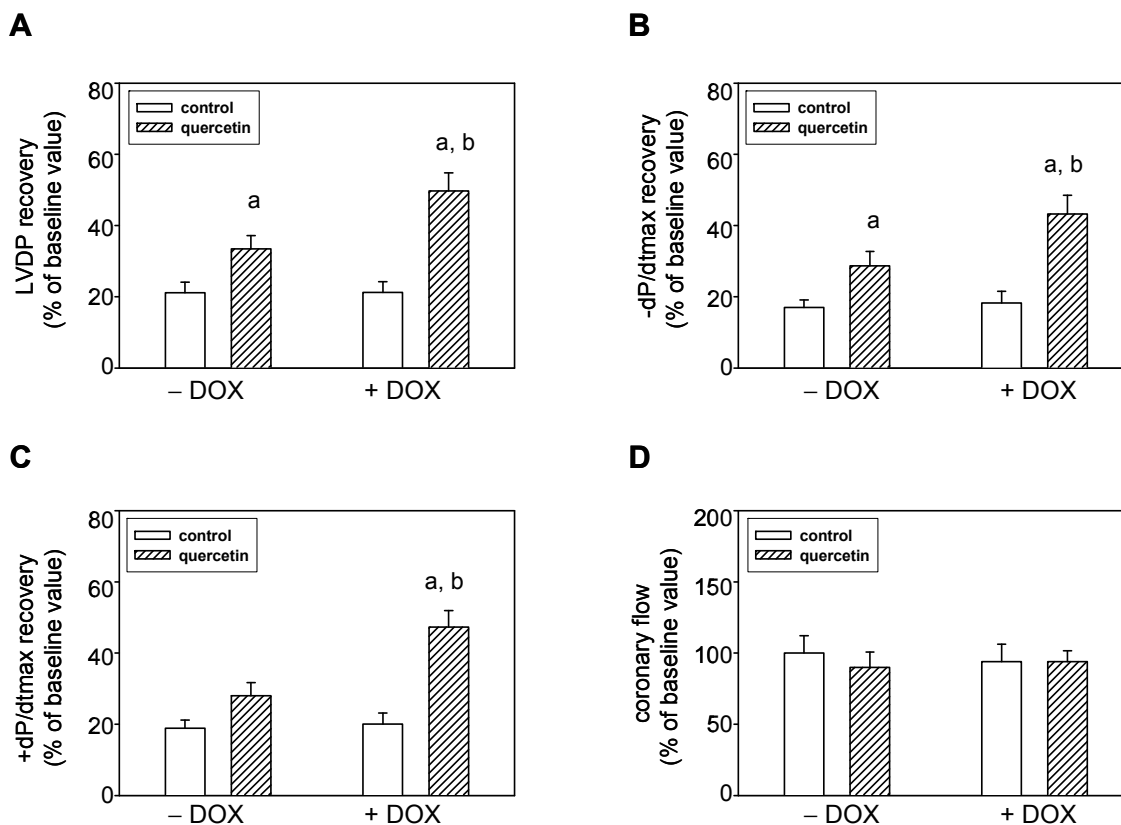 A
LVDP recovery
(% of baseline value)
80
60
40
20
0
control
quercetin
a
a, b
– DOX
+ DOX
B
-dP/dtmax recovery
(% of baseline value)
80
60
40
20
0
control
quercetin
a
a, b
– DOX
+ DOX
C
+dP/dtmax recovery
(% of baseline value)
80
60
40
20
0
control
quercetin
a, b
– DOX
+ DOX
D
coronary flow
(% of baseline value)
200
150
100
50
0
control
quercetin
– DOX
+ DOX